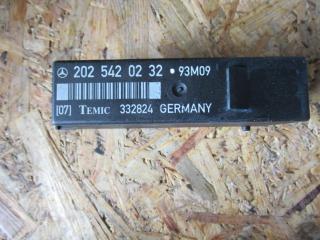 202 542 02 32 • 93M09
[07] TEMIC 332824 GERMANY